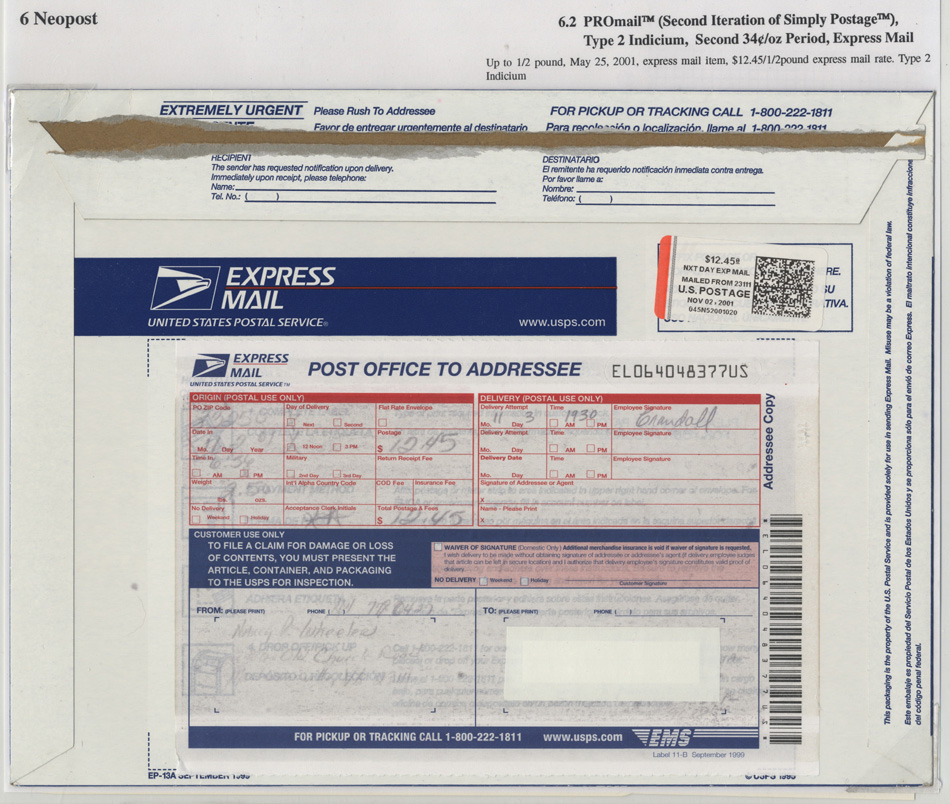 6 Neopost
6.2 PROmail™ (Second Iteration of Simply Postage™),
Type 2 Indicium, Second 34¢/oz Period, Express Mail
Up to 1/2 pound, May 25, 2001, express mail item, $12.45/1/2pound express mail rate. Type 2
Indicium
EXTREMELY URGENT Please Rush To Addressee
Favor de entregar urgentemente al destinatario
FOR PICKUP OR TRACKING CALL 1-800-222-1811
Para recolección o localización, llame al 1-800-222-1811
RECIPIENT
The sender has requested notification upon delivery.
Immediately upon receipt, please telephone:
Name:
Tel. No.: ( )
DESTINATARIO
El remitente ha requerido notificación inmediata contra entrega.
Por favor llame a:
Nombre:
Teléfono: ( )
EXPRESS
MAIL
UNITED STATES POSTAL SERVICE®
www.usps.com
$12.45
NXT DAY EXP MAIL
MAILED FROM 23111
U.S. POSTAGE
NOV 02, 2001
045N52001020
RE.
SU
TIVA.
EXPRESS
MAIL
UNITED STATES POSTAL SERVICE™
POST OFFICE TO ADDRESSEE
EL064048377US
ORIGIN (POSTAL USE ONLY)
PO ZIP Code
Day of Delivery
Next Second
Flat Rate Envelope
Date In
Mo. Day Year
12 Noon 3 PM
Postage
$ 12.45
Time In
AM PM
Military
2nd Day 3rd Day
Return Receipt Fee
Weight
lbs. ozs.
Int'l Alpha Country Code
COD Fee Insurance Fee
No Delivery
Weekend Holiday
Acceptance Clerk Initials
Total Postage & Fees
$ 12.45
DELIVERY (POSTAL USE ONLY)
Delivery Attempt Time Employee Signature
Mo. 11 Day 3 1930 AM PM
Delivery Attempt Time Employee Signature
Mo. Day AM PM
Delivery Date Time Employee Signature
Mo. Day AM PM
Signature of Addressee or Agent
X
Name - Please Print
X
Addressee Copy
CUSTOMER USE ONLY
TO FILE A CLAIM FOR DAMAGE OR LOSS
OF CONTENTS, YOU MUST PRESENT THE
ARTICLE, CONTAINER, AND PACKAGING
TO THE USPS FOR INSPECTION.
WAIVER OF SIGNATURE (Domestic Only) Additional merchandise insurance is void if waiver of signature is requested.
I wish delivery to be made without obtaining signature of addressee or addressee's agent (if delivery employee judges
that article can be left in secure location) and I authorize that delivery employee's signature constitutes valid proof of
delivery.
NO DELIVERY Weekend Holiday
Customer Signature
FROM: (PLEASE PRINT) PHONE ( )
TO: (PLEASE PRINT) PHONE ( )
Wheeler
FOR PICKUP OR TRACKING CALL 1-800-222-1811 www.usps.com EMS
Label 11-B September 1999
EP-13A SEPTEMBER 1995
© USPS 1995
This packaging is the property of the U.S. Postal Service and is provided solely for use in sending Express Mail. Misuse may be a violation of federal law.
Este embalaje es propiedad del Servicio Postal de los Estados Unidos y se proporciona sólo para el envío de correo Express. El maltrato intencional constituye infracción
del código penal federal.